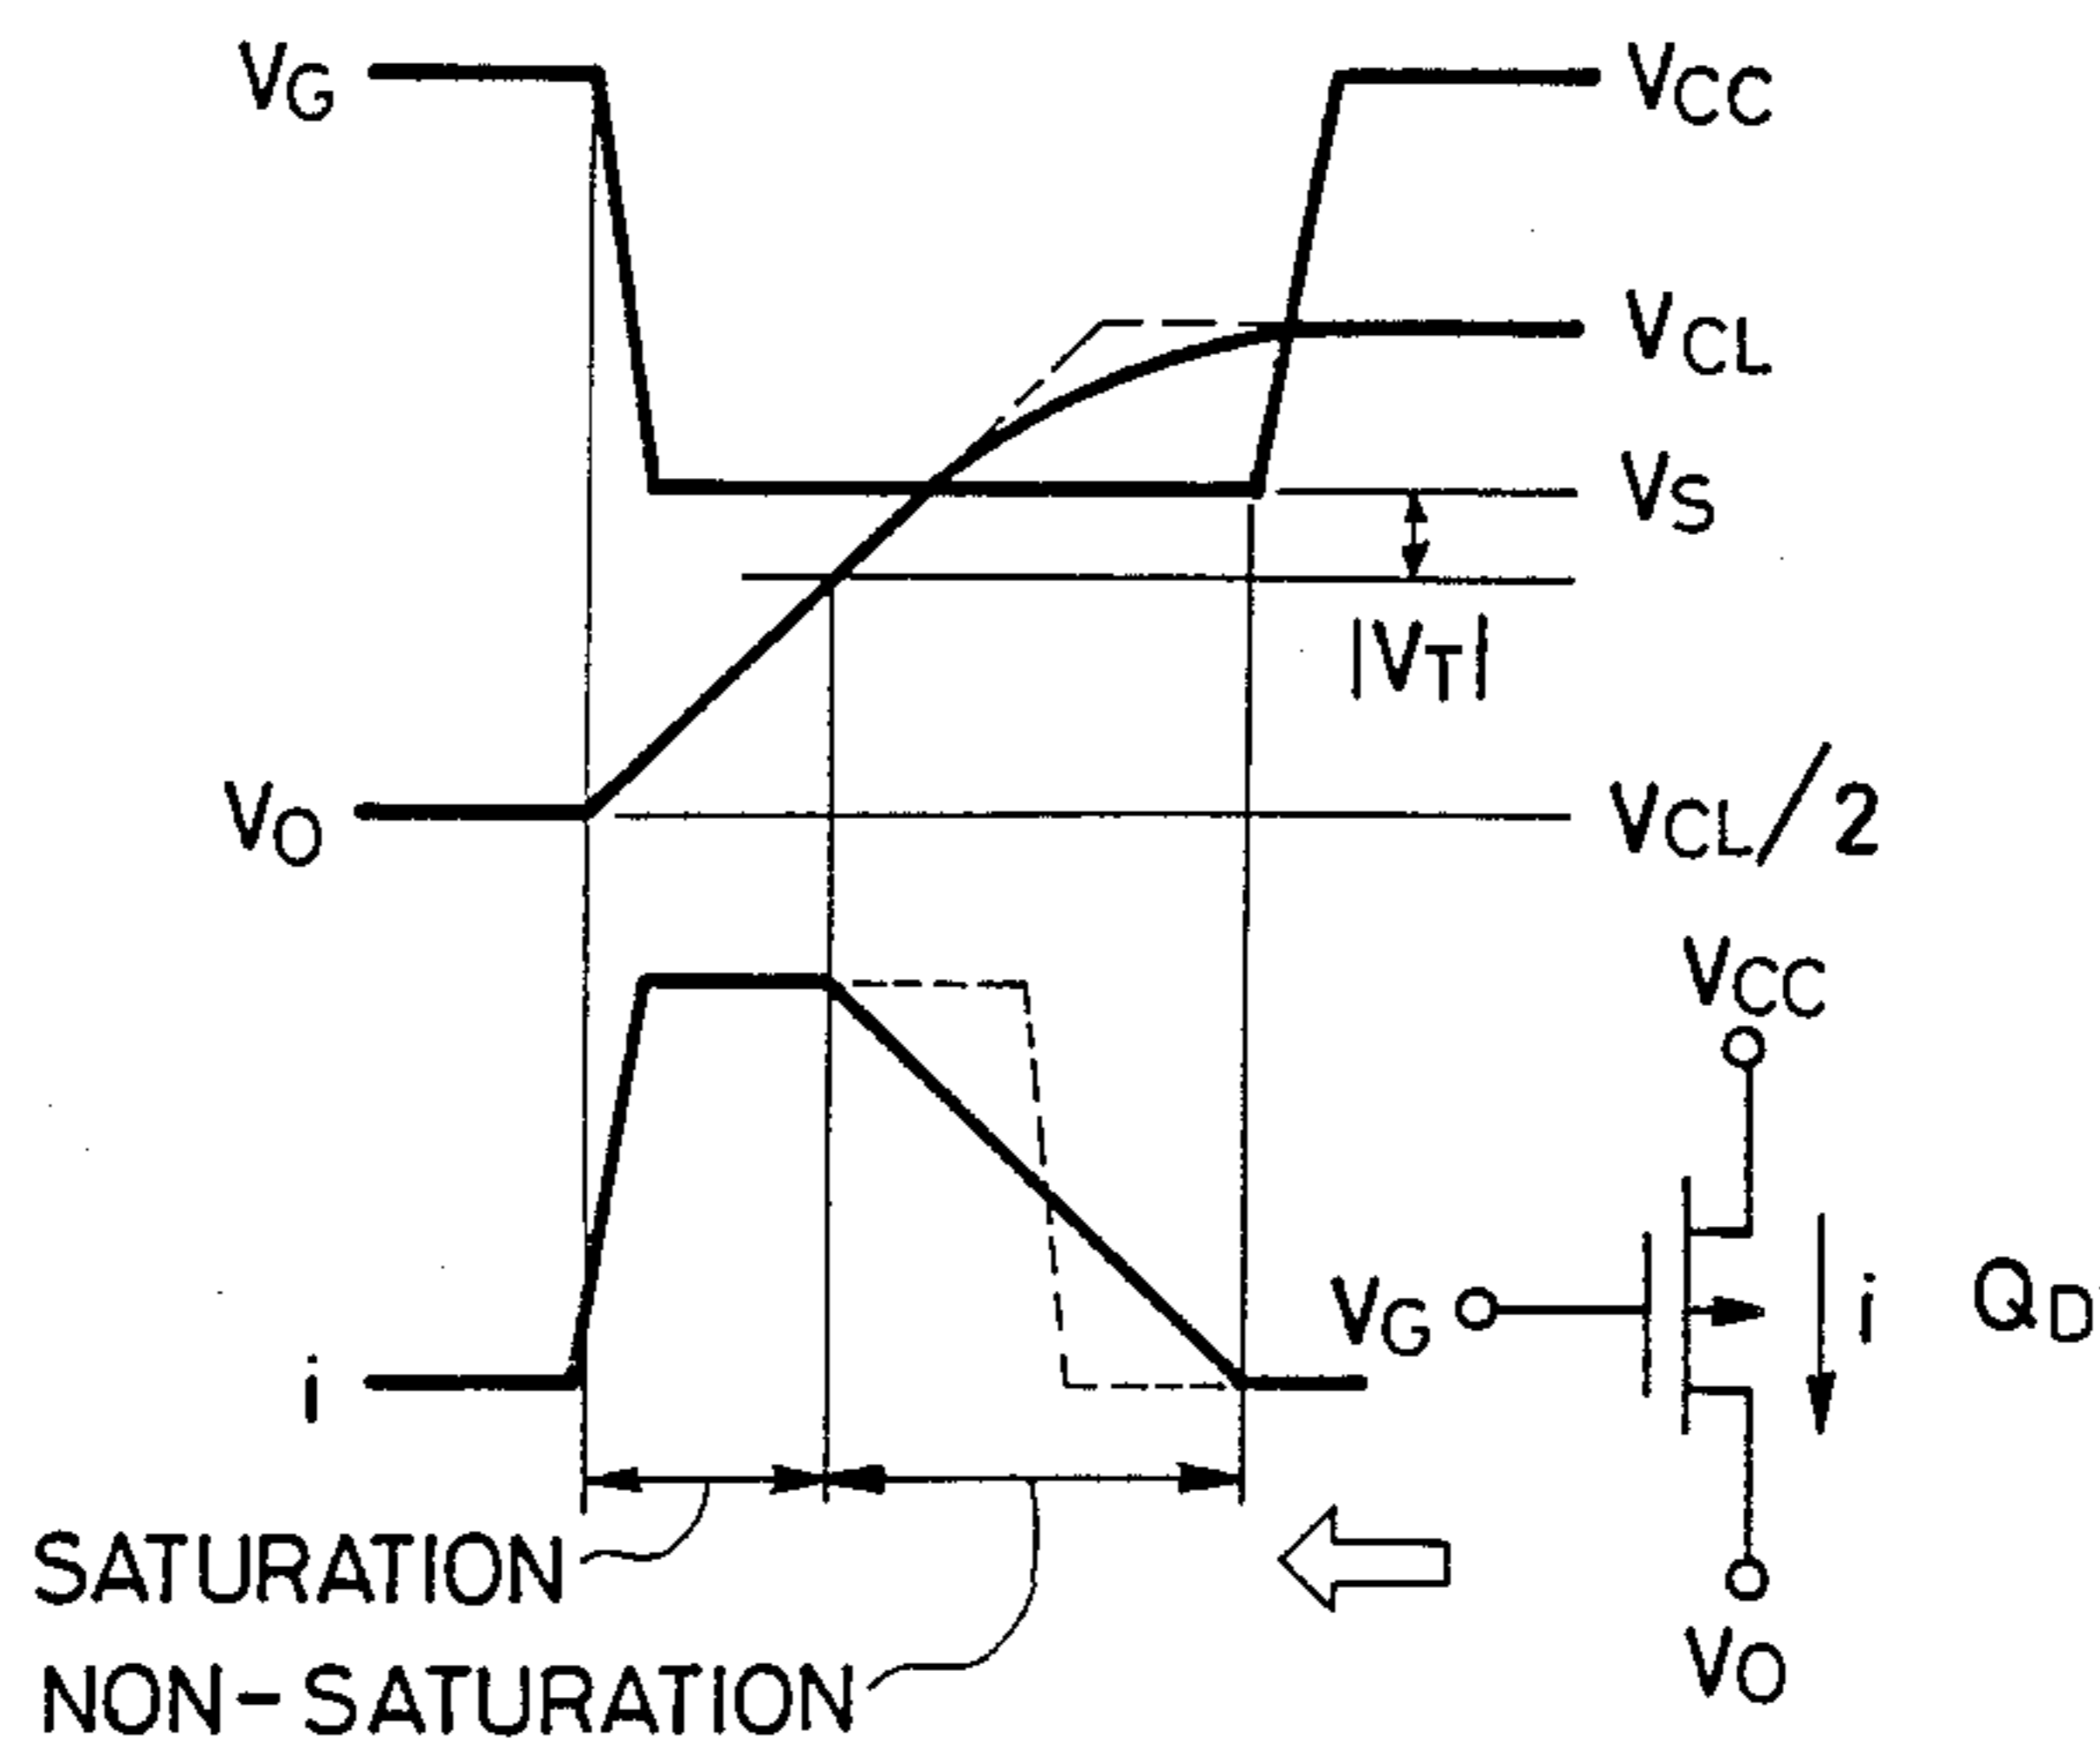 VG
VCC
VCL
VS
|VT|
VO
VCL/2
VCC
i
VG
i
QD
SATURATION
NON-SATURATION
VO